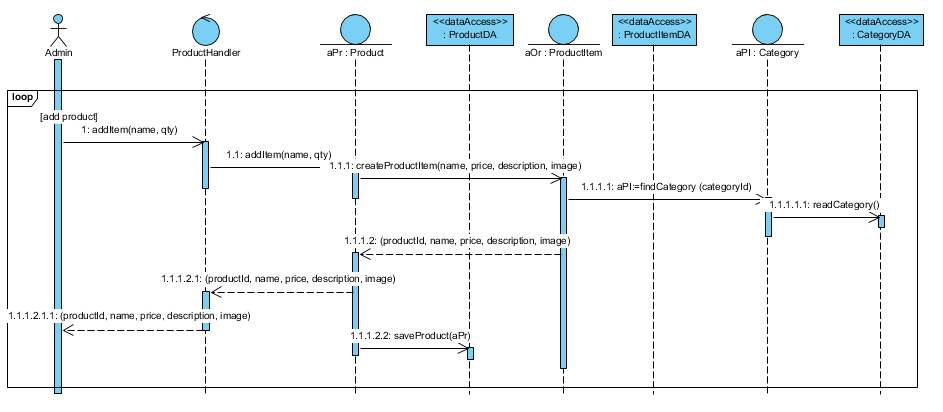 <<dataAccess>>
<<dataAccess>>
<<dataAccess>>
: ProductDA
: ProductItemDA
: CategoryDA
Admin
ProductHandler
aPr : Product
aOr : ProductItem
aPI : Category
loop
[add product]
1: addItem(name, qty)
1.1: addItem(name, qty)
1.1.1: createProductItem(name, price, description, image)
1.1.1.1: aPI:=findCategory (categoryId)
1.1.1.1.1: readCategory()
1.1.1.2: (productId, name, price, description, image)
1.1.1.2.1: (productId, name, price, description, image)
1.1.1.2.1.1: (productId, name, price, description, image)
1.1.1.2.2: saveProduct(aPr)